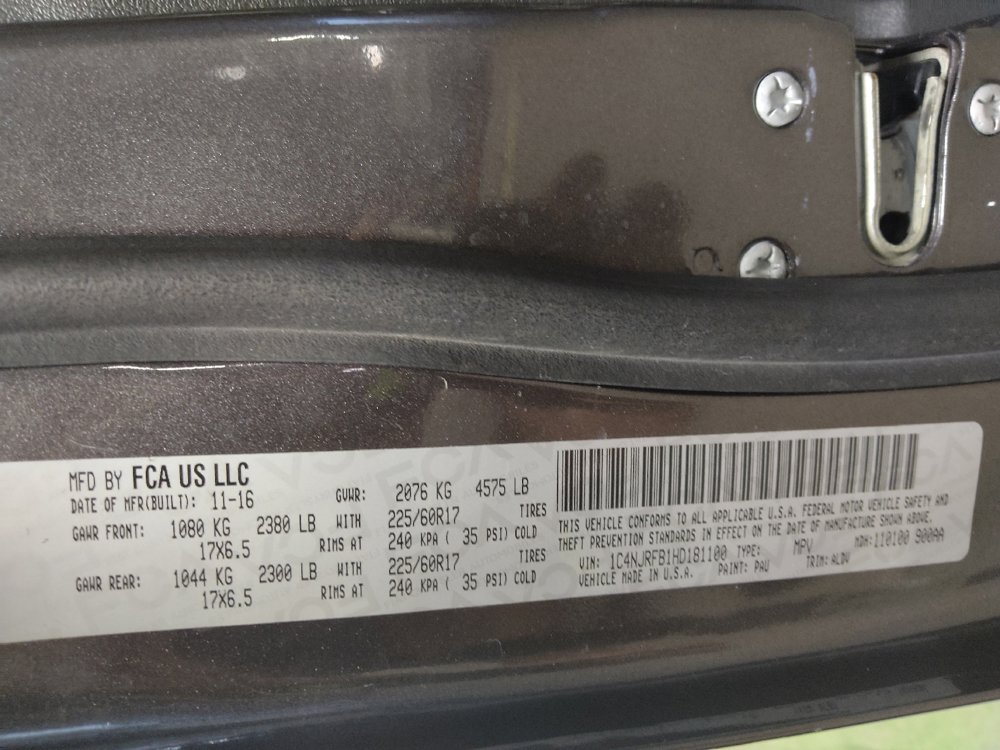 MFD BY FCA US LLC
DATE OF MFR(BUILT): 11-16 GVWR: 2076 KG 4575 LB
GAWR FRONT: 1080 KG 2380 LB WITH 225/60R17 TIRES
17X6.5 RIMS AT 240 KPA ( 35 PSI) COLD
GAWR REAR: 1044 KG 2300 LB WITH 225/60R17 TIRES
17X6.5 RIMS AT 240 KPA ( 35 PSI) COLD
THIS VEHICLE CONFORMS TO ALL APPLICABLE U.S.A. FEDERAL MOTOR VEHICLE SAFETY AND
THEFT PREVENTION STANDARDS IN EFFECT ON THE DATE OF MANUFACTURE SHOWN ABOVE.
VIN: 1C4NJRFB1HD181100 TYPE: MPV MDH: 110100 900AA
VEHICLE MADE IN U.S.A. PAINT: PAU TRIM: ALDV